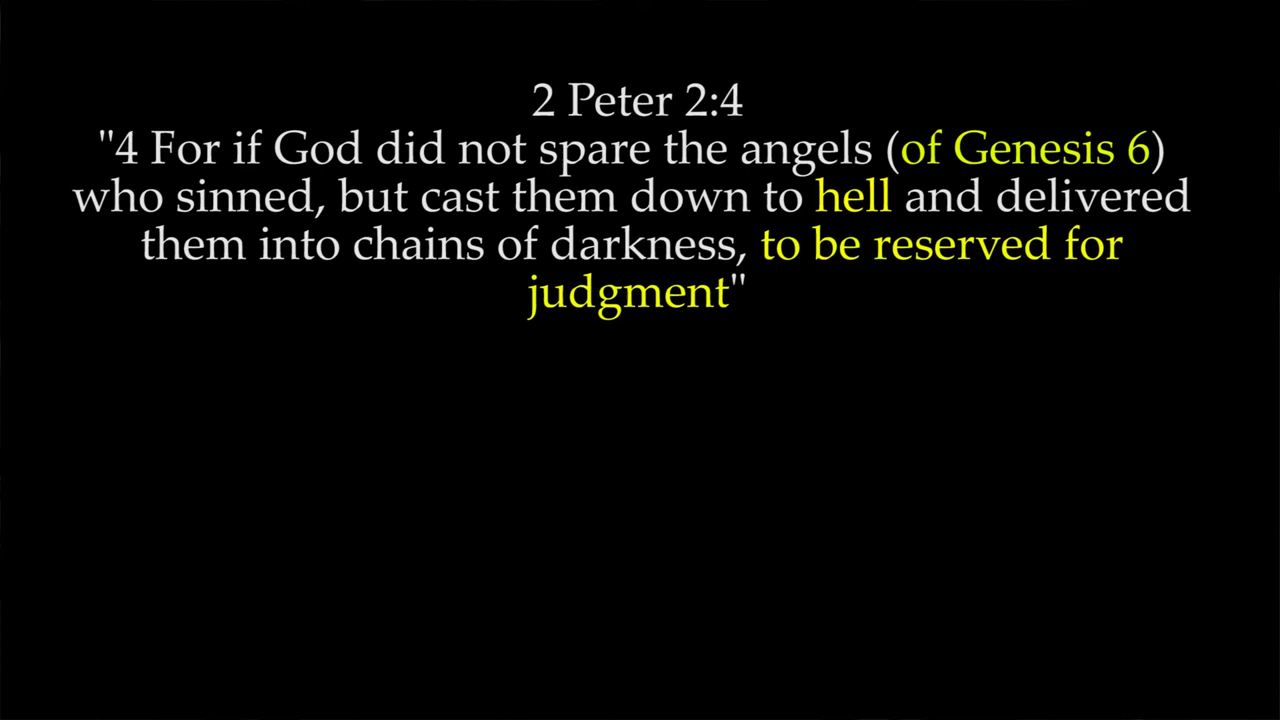 2 Peter 2:4
"4 For if God did not spare the angels (of Genesis 6)
who sinned, but cast them down to hell and delivered
them into chains of darkness, to be reserved for
judgment"